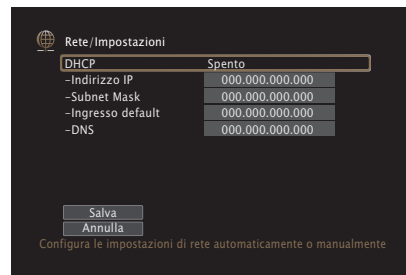 Rete/Impostazioni
DHCP Spento
-Indirizzo IP 000.000.000.000
-Subnet Mask 000.000.000.000
-Ingresso default 000.000.000.000
-DNS 000.000.000.000
Salva
Annulla
Configura le impostazioni di rete automaticamente o manualmente